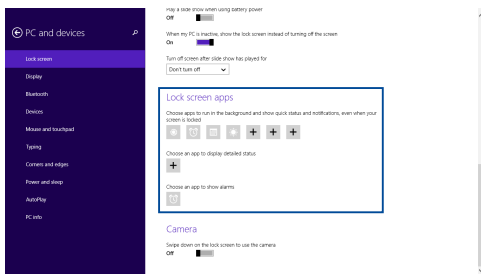 Play a slide show when using battery power
Off
PC and devices
When my PC is inactive, show the lock screen instead of turning off the screen
On
Lock screen
Turn off screen after slide show has played for
Don't turn off
Display
Bluetooth
Devices
Mouse and touchpad
Typing
Corners and edges
Power and sleep
AutoPlay
PC info
Lock screen apps
Choose apps to run in the background and show quick status and notifications, even when your
screen is locked
Choose an app to display detailed status
Choose an app to show alarms
Camera
Swipe down on the lock screen to use the camera
Off